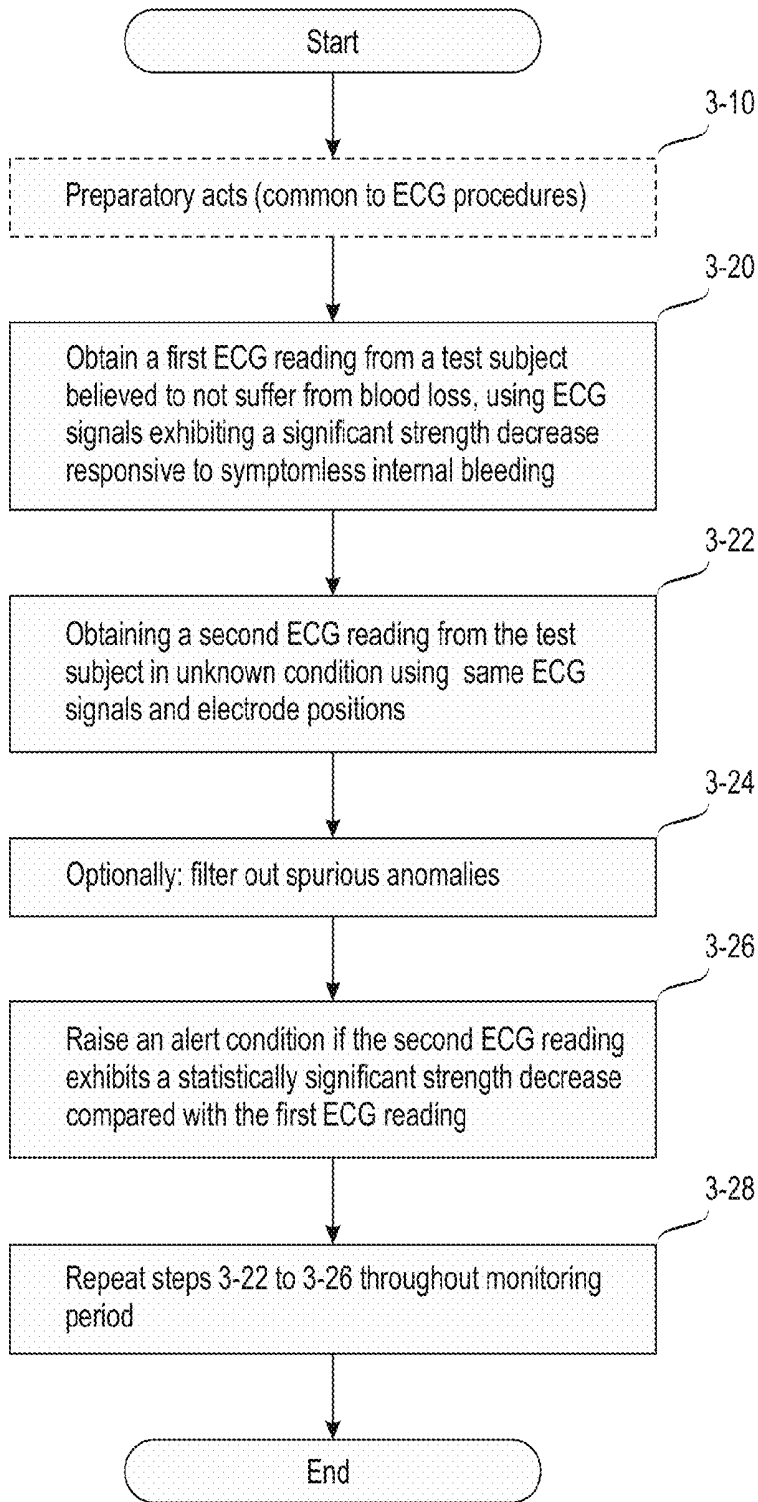 Start
3-10
Preparatory acts (common to ECG procedures)
3-20
Obtain a first ECG reading from a test subject
believed to not suffer from blood loss, using ECG
signals exhibiting a significant strength decrease
responsive to symptomless internal bleeding
3-22
Obtaining a second ECG reading from the test
subject in unknown condition using same ECG
signals and electrode positions
3-24
Optionally: filter out spurious anomalies
3-26
Raise an alert condition if the second ECG reading
exhibits a statistically significant strength decrease
compared with the first ECG reading
3-28
Repeat steps 3-22 to 3-26 throughout monitoring
period
End